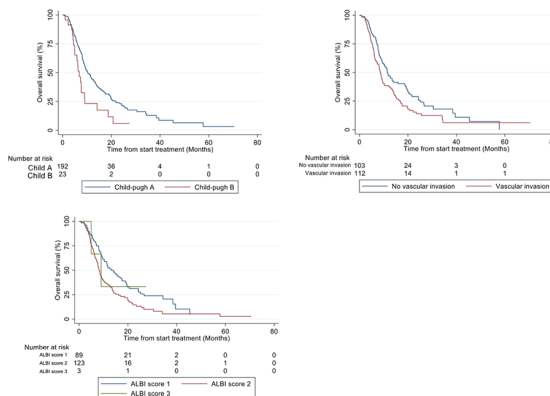 Overall survival (%)
100
75
50
25
0
0 20 40 60 80
Time from start treatment (Months)
Number at risk
Child A 192 36 4 1 0
Child B 23 2 0 0 0
Child-pugh A Child-pugh B
Overall survival (%)
100
75
50
25
0
0 20 40 60 80
Time from start treatment (Months)
Number at risk
No vascular invasion 103 24 3 0
Vascular invasion 112 14 1 1
No vascular invasion Vascular invasion
Overall survival (%)
100
75
50
25
0
0 20 40 60 80
Time from start treatment (Months)
Number at risk
ALBI score 1 89 21 2 0 0
ALBI score 2 123 16 2 1 0
ALBI score 3 3 1 0 0 0
ALBI score 1 ALBI score 2
ALBI score 3